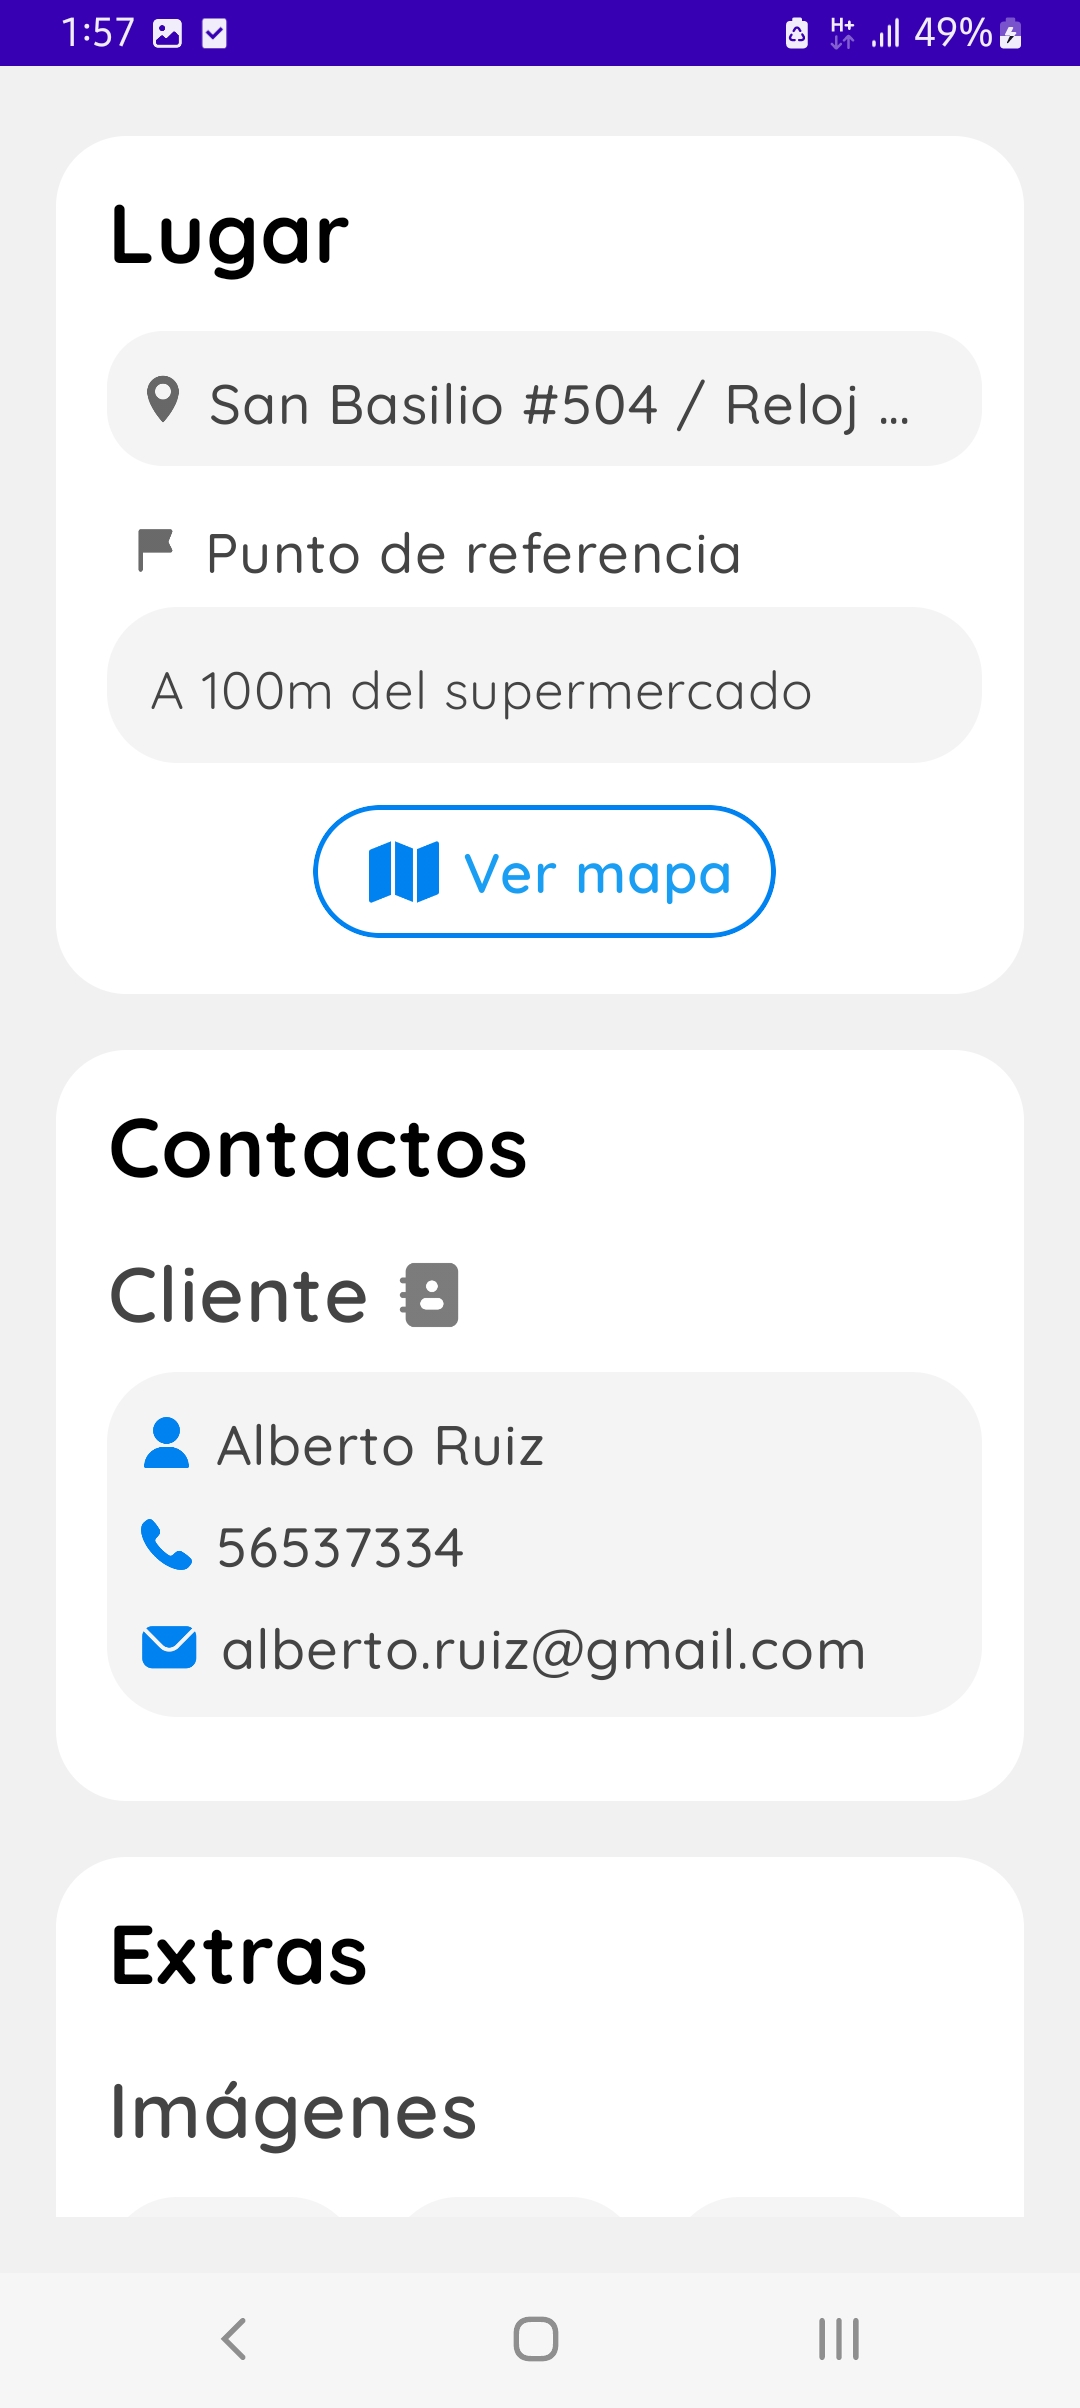 1:57
H+
49%
Lugar
San Basilio #504 / Reloj ...
Punto de referencia
A 100m del supermercado
Ver mapa
Contactos
Cliente
Alberto Ruiz
56537334
alberto.ruiz@gmail.com
Extras
Imágenes